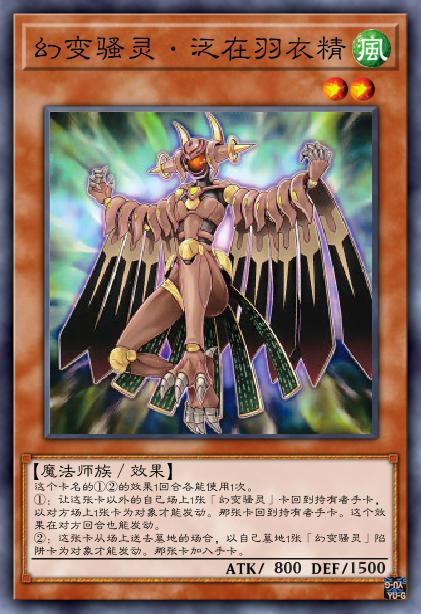 幻变骚灵·泛在羽衣精
風
【魔法师族/效果】
这个卡名的①②的效果1回合各能使用1次。
①：让这张卡以外的自己场上1张「幻变骚灵」卡回到持有者手卡，
以对方场上1张卡为对象才能发动。那张卡回到持有者手卡。这个效
果在对方回合也能发动。
②：这张卡从场上送去墓地的场合，以自己墓地1张「幻变骚灵」陷
阱卡为对象才能发动。那张卡加入手卡。
ATK/ 800 DEF/1500
YU-G